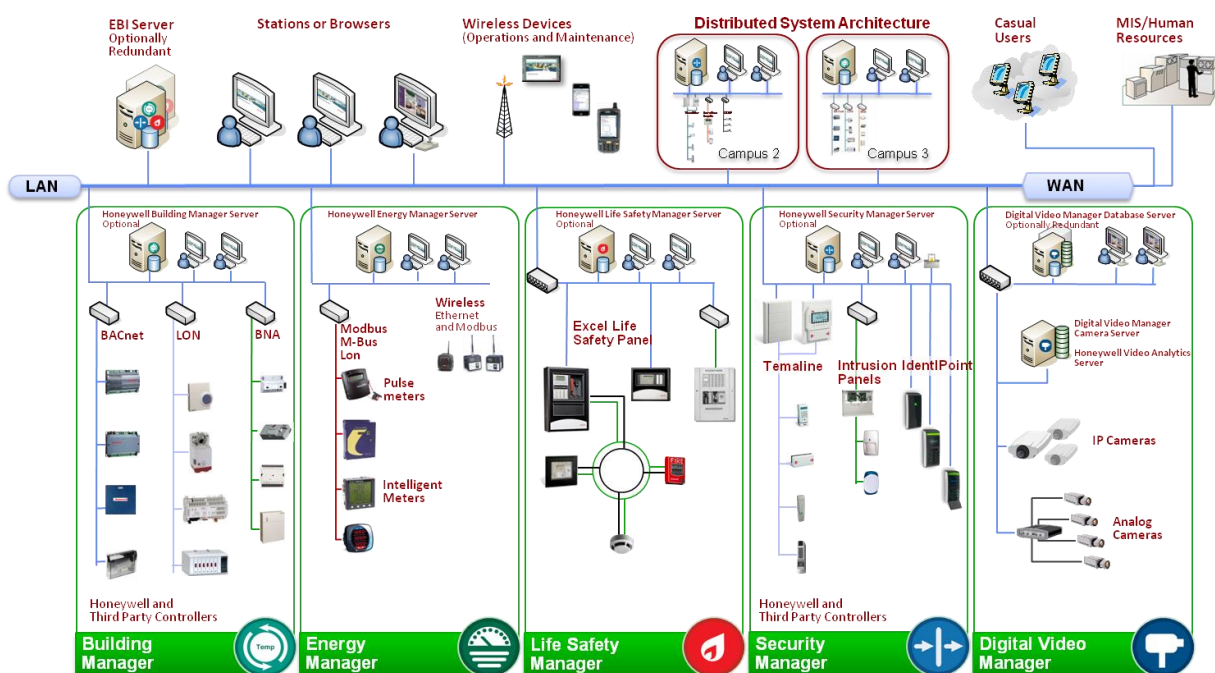 EBI Server
Optionally
Redundant
Stations or Browsers
Wireless Devices
(Operations and Maintenance)
Distributed System Architecture
Campus 2
Campus 3
Casual
Users
MIS/Human
Resources
LAN
WAN
Honeywell Building Manager Server
Optional
BACnet
LON
BNA
Honeywell and
Third Party Controllers
Building
Manager
Temp
Honeywell Energy Manager Server
Wireless
Ethernet
and Modbus
Modbus
M-Bus
Lon
Pulse
meters
Intelligent
Meters
Energy
Manager
Honeywell Life Safety Manager Server
Optional
Excel Life
Safety Panel
Life Safety
Manager
Honeywell Security Manager Server
Optional
Temaline
Intrusion
Panels
IdentIPoint
Honeywell and
Third Party Controllers
Security
Manager
Digital Video Manager Database Server
Optionally Redundant
Digital Video Manager
Camera Server
Honeywell Video Analytics
Server
IP Cameras
Analog
Cameras
Digital Video
Manager